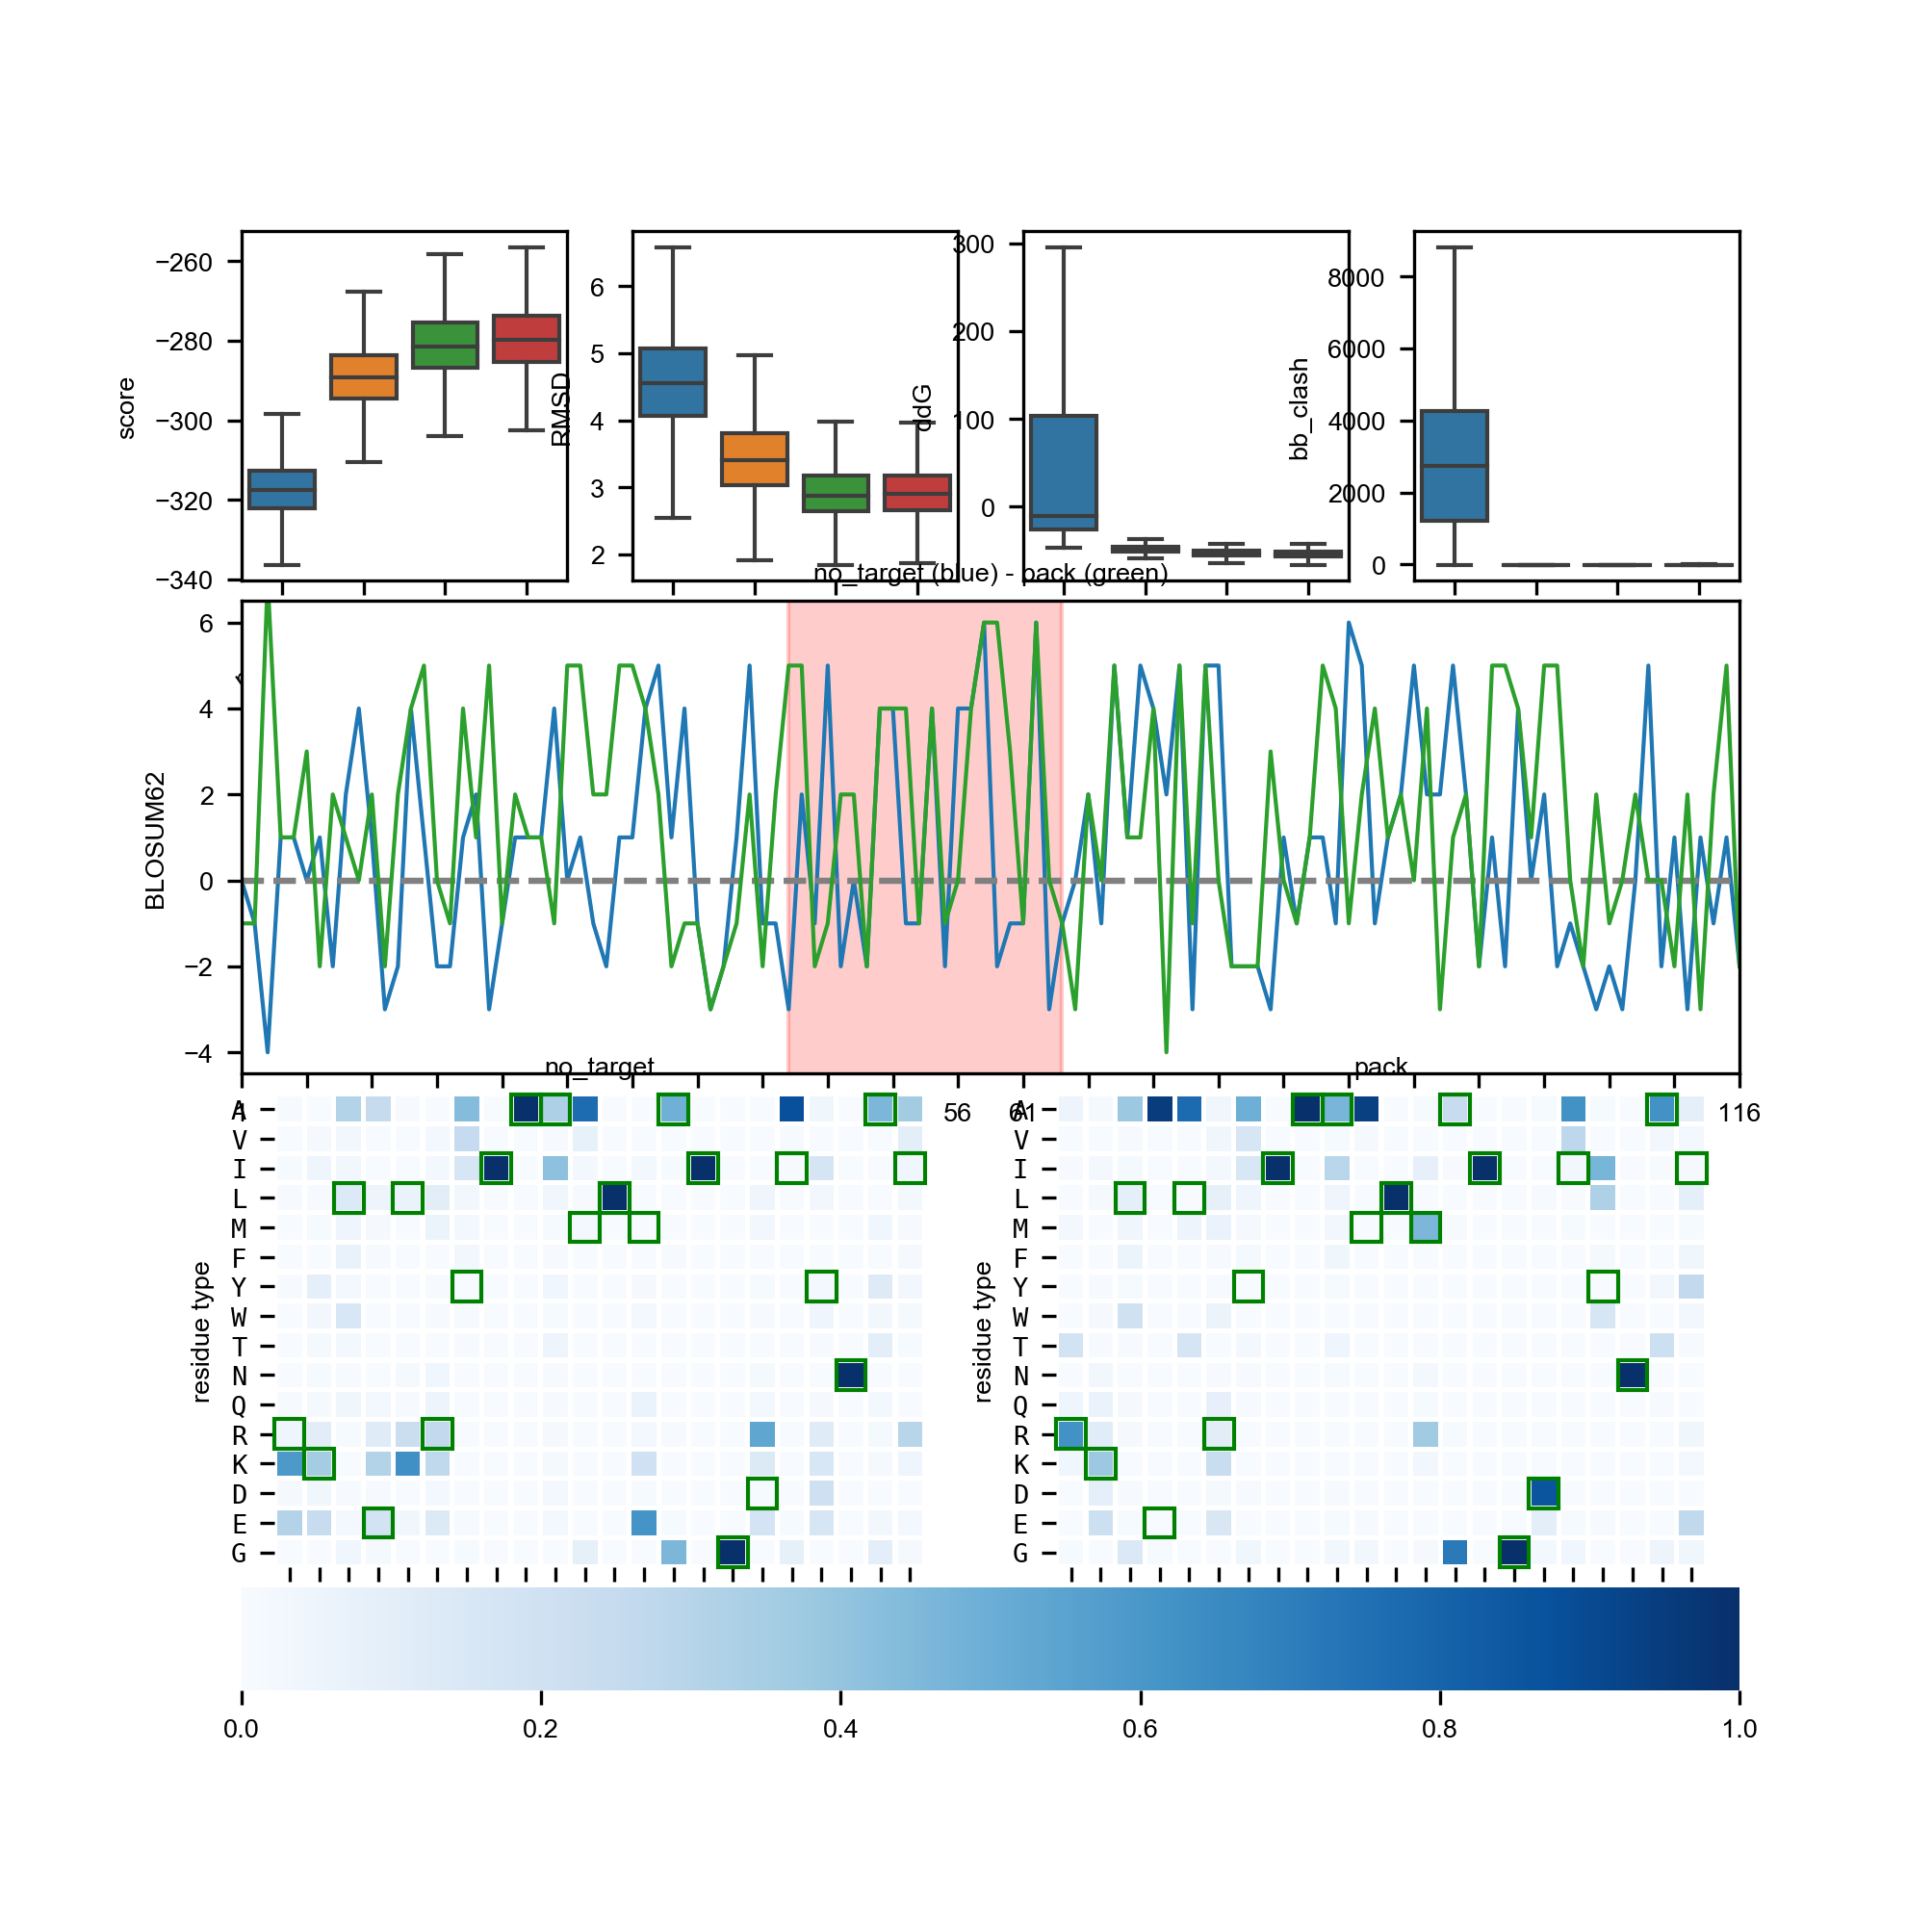 score
−260
−280
−300
−320
−340
RMSD
6
5
4
3
2
ddG
300
200
100
0
bb_clash
8000
6000
4000
2000
0
no_target (blue) - pack (green)
BLOSUM62
6
4
2
0
−2
−4
56
61
116
no_target
residue type
A
V
I
L
M
F
Y
W
T
N
Q
R
K
D
E
G
pack
residue type
A
V
I
L
M
F
Y
W
T
N
Q
R
K
D
E
G
0.0
0.2
0.4
0.6
0.8
1.0